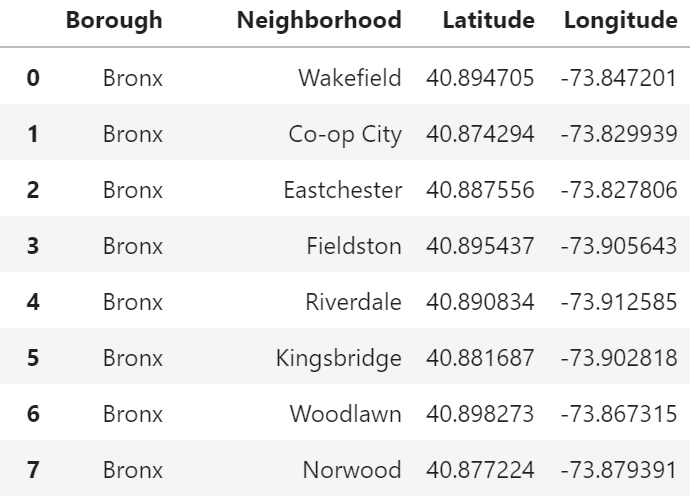 Borough Neighborhood Latitude Longitude
0 Bronx Wakefield 40.894705 -73.847201
1 Bronx Co-op City 40.874294 -73.829939
2 Bronx Eastchester 40.887556 -73.827806
3 Bronx Fieldston 40.895437 -73.905643
4 Bronx Riverdale 40.890834 -73.912585
5 Bronx Kingsbridge 40.881687 -73.902818
6 Bronx Woodlawn 40.898273 -73.867315
7 Bronx Norwood 40.877224 -73.879391